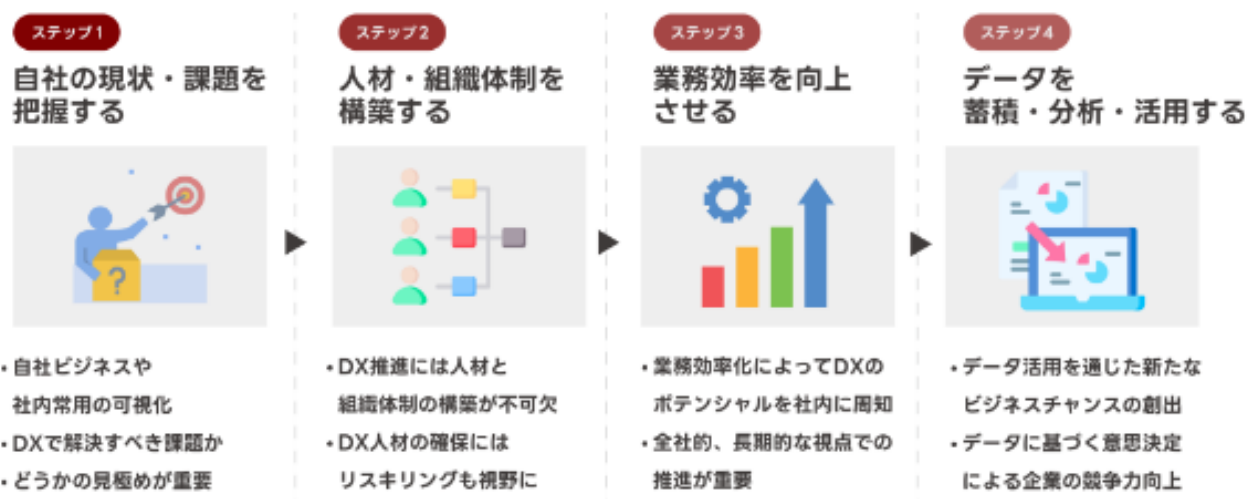 ステップ1
自社の現状・課題を
把握する
・自社ビジネスや
社内常用の可視化
・DXで解決すべき課題か
・どうかの見極めが重要
ステップ2
人材・組織体制を
構築する
・DX推進には人材と
組織体制の構築が不可欠
・DX人材の確保には
リスキリングも視野に
ステップ3
業務効率を向上
させる
・業務効率化によってDXの
ポテンシャルを社内に周知
・全社的、長期的な視点での
推進が重要
ステップ4
データを
蓄積・分析・活用する
・データ活用を通じた新たな
ビジネスチャンスの創出
・データに基づく意思決定
による企業の競争力向上
?